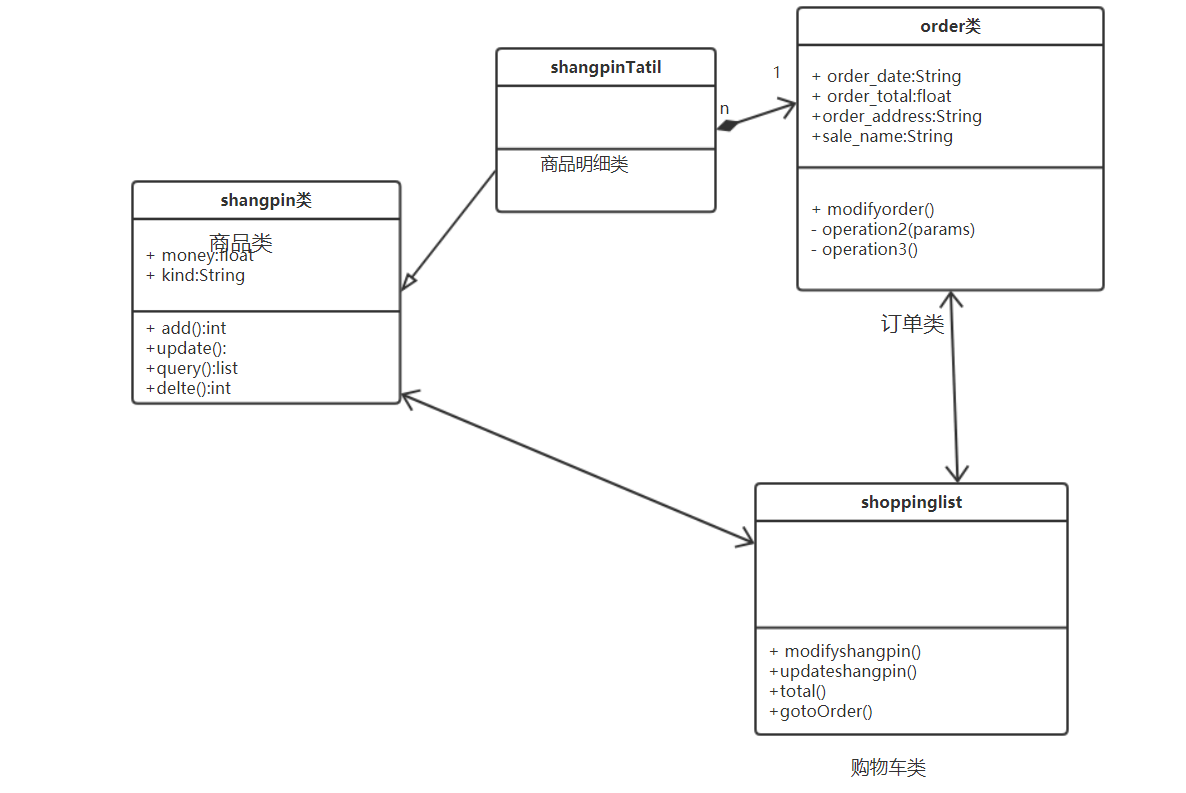 order类
+ order_date:String
+ order_total:float
+order_address:String
+sale_name:String
+ modifyorder()
- operation2(params)
- operation3()
订单类
1
n
shangpinTatil
商品明细类
shangpin类
商品类
+ money:float
+ kind:String
+ add():int
+update():
+query():list
+delte():int
shoppinglist
+ modifyshangpin()
+updateshangpin()
+total()
+gotoOrder()
购物车类